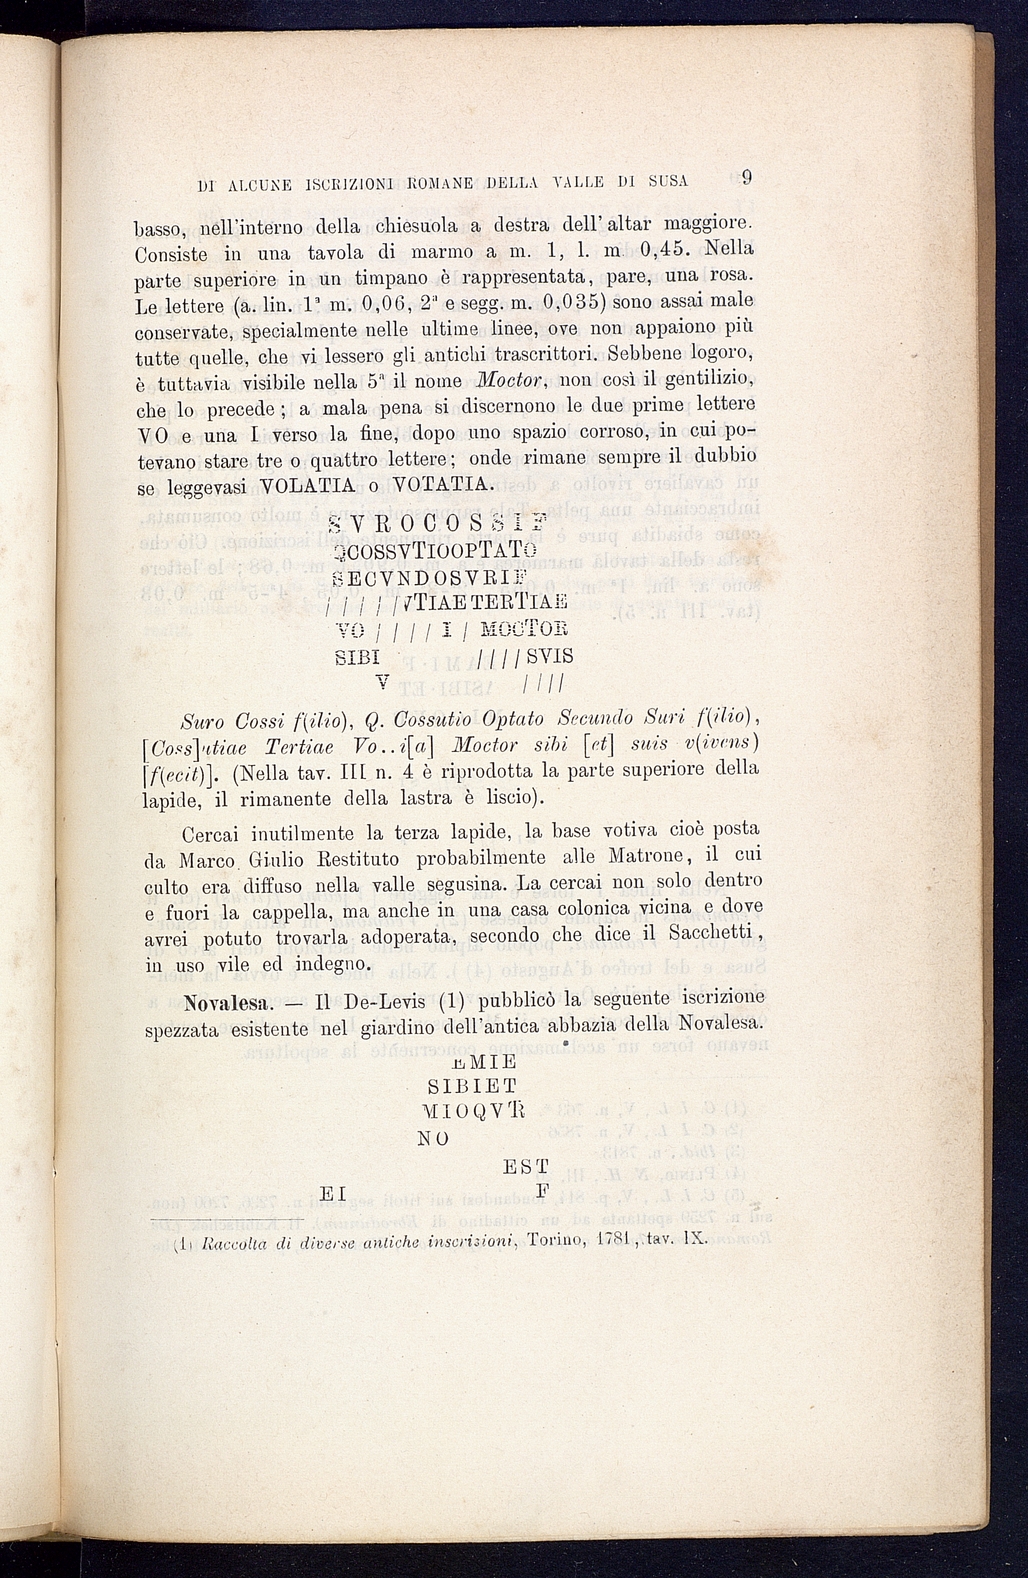 DI ALCUNE ISCRIZIONI ROMANE DELLA VALLE DI SUSA 9
basso, nell'interno della chiesuola a destra dell'altar maggiore.
Consiste in una tavola di marmo a m. 1, l. m 0,45. Nella
parte superiore in un timpano è rappresentata, pare, una rosa.
Le lettere (a. lin. 1ª m. 0,06, 2ª e segg. m. 0,035) sono assai male
conservate, specialmente nelle ultime linee, ove non appaiono più
tutte quelle, che vi lessero gli antichi trascrittori. Sebbene logoro,
è tuttavia visibile nella 5ª il nome Moctor, non così il gentilizio,
che lo precede; a mala pena si discernono le due prime lettere
VO e una I verso la fine, dopo uno spazio corroso, in cui po-
tevano stare tre o quattro lettere; onde rimane sempre il dubbio
se leggevasi VOLATIA o VOTATIA.
SVROCOSSIF
QCOSSVTIOOPTATO
SECVNDOSVRIF
/ / / / / /VTIAETERTIAE
VO / / / / I / MOCTOR
SIBI / / / / SVIS
V / / / /
Suro Cossi f(ilio), Q. Cossutio Optato Secundo Suri f(ilio),
[Coss]utiae Tertiae Vo..i[a] Moctor sibi [et] suis v(ivens)
[f(ecit)]. (Nella tav. III n. 4 è riprodotta la parte superiore della
lapide, il rimanente della lastra è liscio).
Cercai inutilmente la terza lapide, la base votiva cioè posta
da Marco Giulio Restituto probabilmente alle Matrone, il cui
culto era diffuso nella valle segusina. La cercai non solo dentro
e fuori la cappella, ma anche in una casa colonica vicina e dove
avrei potuto trovarla adoperata, secondo che dice il Sacchetti,
in uso vile ed indegno.
Novalesa. — Il De-Levis (1) pubblicò la seguente iscrizione
spezzata esistente nel giardino dell'antica abbazia della Novalesa.
EMIE
SIBIET
MIOQVR
NO
EST
EI F
(1) Raccolta di diverse antiche inscrizioni, Torino, 1781, tav. IX.